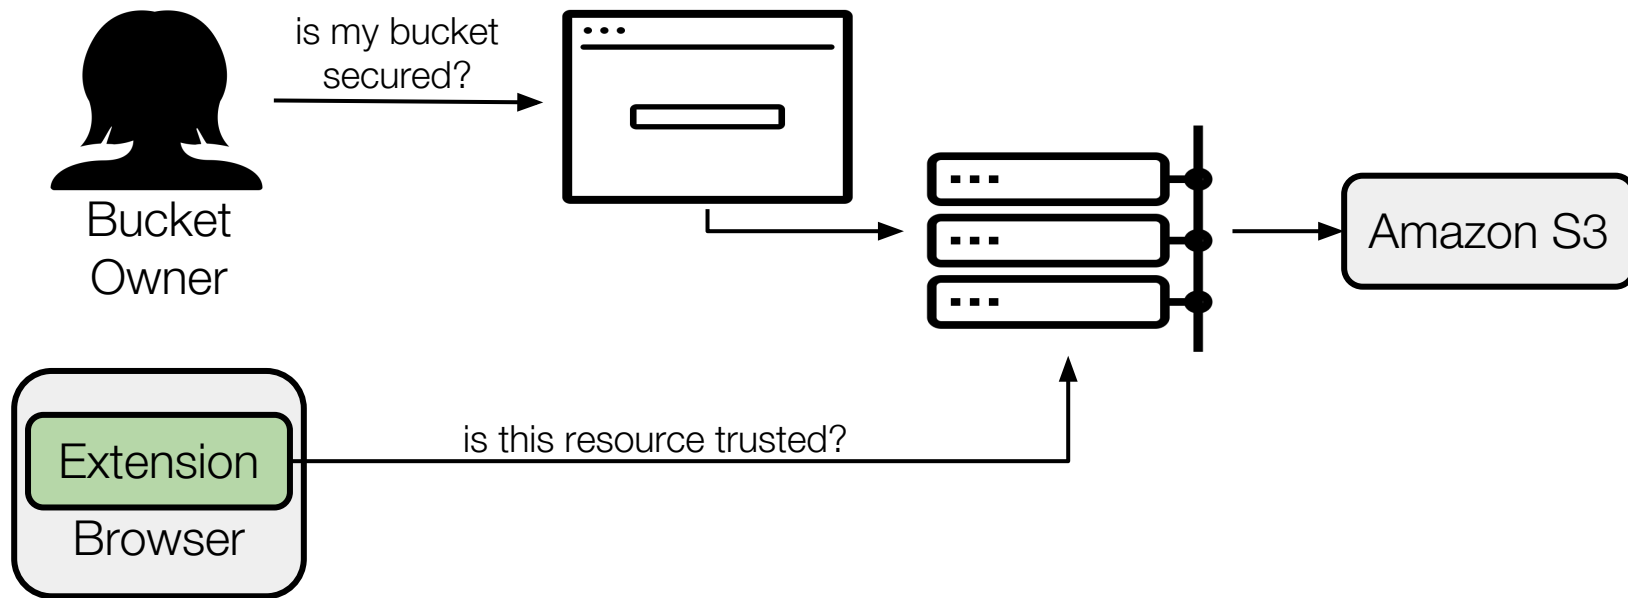 is my bucket
secured?
Bucket
Owner
Amazon S3
is this resource trusted?
Extension
Browser